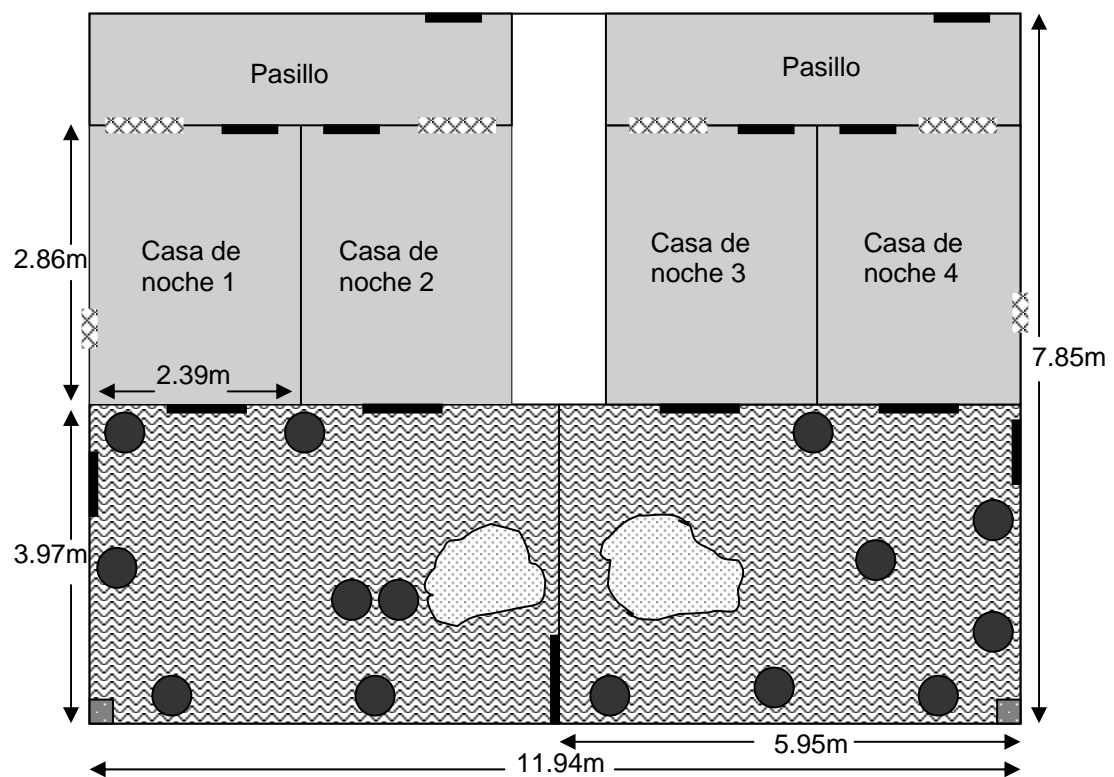 Pasillo
Pasillo
Casa de
noche 1
Casa de
noche 2
Casa de
noche 3
Casa de
noche 4
2.86m
7.85m
2.39m
3.97m
5.95m
11.94m